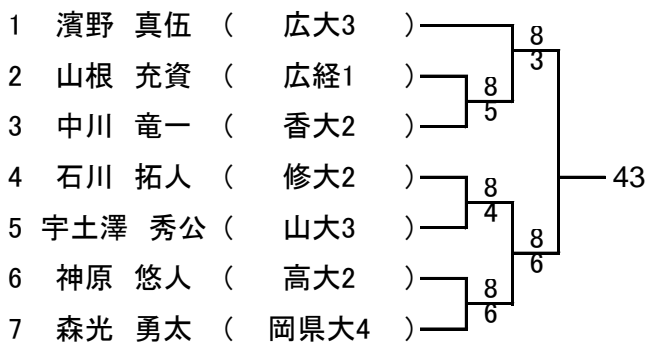 1 濱野 真伍 ( 広大3 )
8
3
2 山根 充資 ( 広経1 )
8
5
3 中川 竜一 ( 香大2 )
4 石川 拓人 ( 修大2 )
43
8
4
5 宇土澤 秀公 ( 山大3 )
8
6
6 神原 悠人 ( 高大2 )
8
6
7 森光 勇太 ( 岡県大4 )